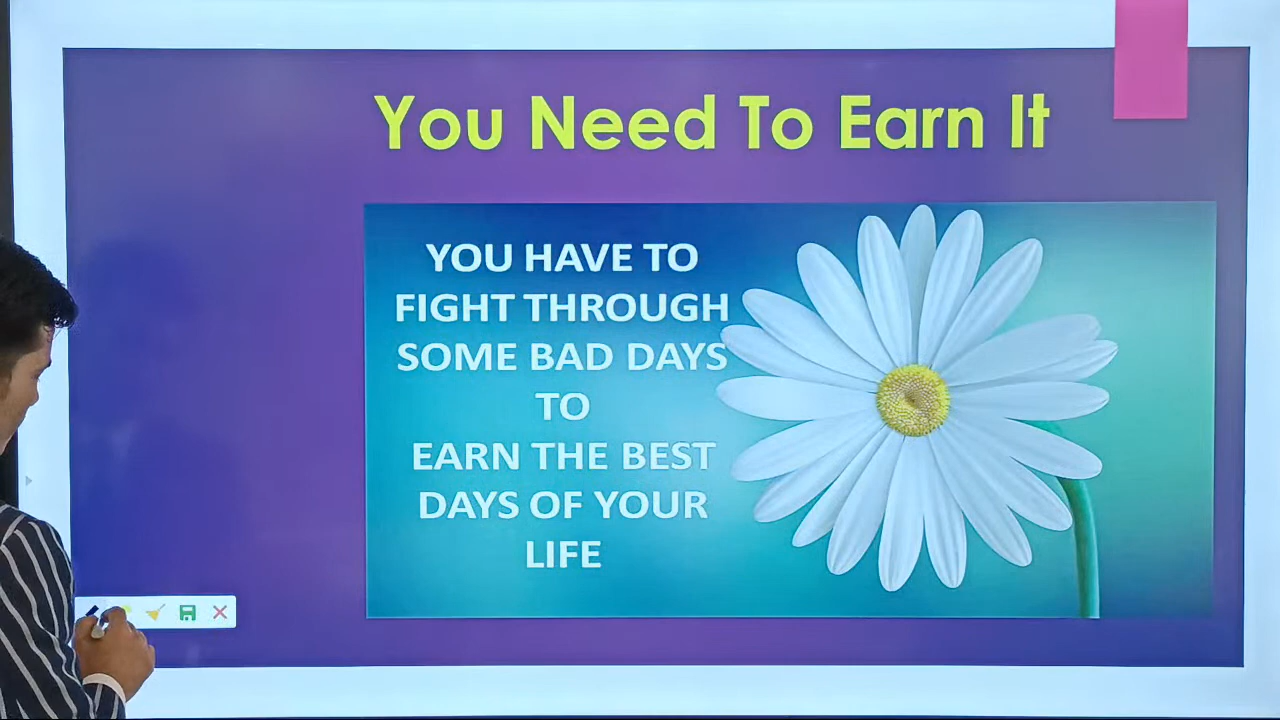 You Need To Earn It
YOU HAVE TO
FIGHT THROUGH
SOME BAD DAYS
TO
EARN THE BEST
DAYS OF YOUR
LIFE